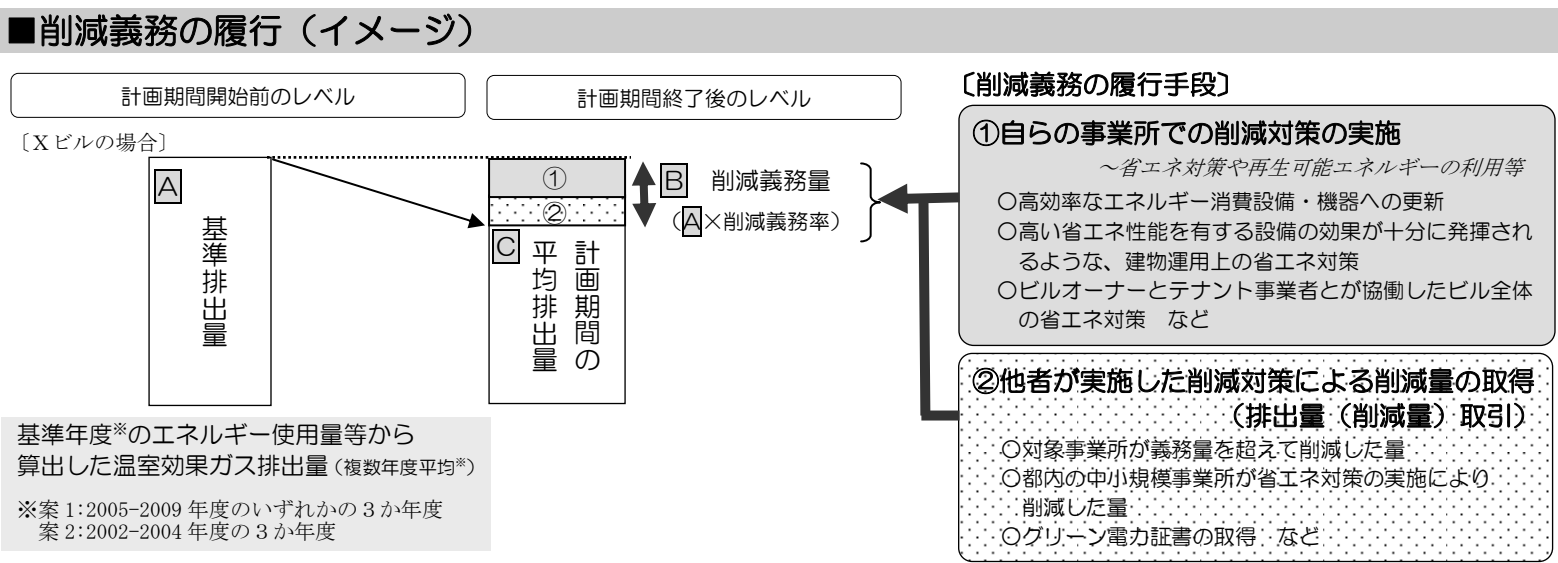 ■削減義務の履行（イメージ）
計画期間開始前のレベル
計画期間終了後のレベル
〔Xビルの場合〕
A
基準排出量
①
②
C
計画期間の
平均排出量
B 削減義務量
（A×削減義務率）
基準年度※のエネルギー使用量等から
算出した温室効果ガス排出量（複数年度平均※）
※案1:2005-2009年度のいずれかの３か年度
案2:2002-2004年度の３か年度
〔削減義務の履行手段〕
①自らの事業所での削減対策の実施
～省エネ対策や再生可能エネルギーの利用等
○高効率なエネルギー消費設備・機器への更新
○高い省エネ性能を有する設備の効果が十分に発揮され
るような、建物運用上の省エネ対策
○ビルオーナーとテナント事業者とが協働したビル全体
の省エネ対策　など
②他者が実施した削減対策による削減量の取得
（排出量（削減量）取引）
○対象事業所が義務量を超えて削減した量
○都内の中小規模事業所が省エネ対策の実施により
削減した量
○グリーン電力証書の取得　など